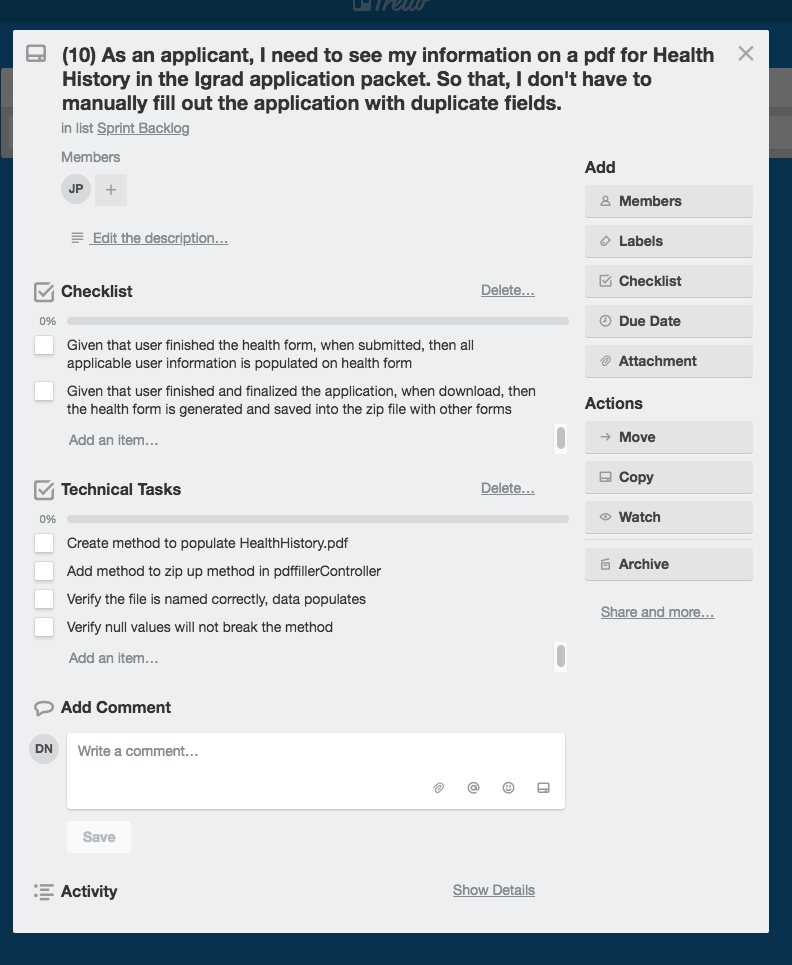 Trello
(10) As an applicant, I need to see my information on a pdf for Health
History in the Igrad application packet. So that, I don't have to
manually fill out the application with duplicate fields.
in list Sprint Backlog
Members
JP +
Edit the description…
Checklist Delete…
0%
Given that user finished the health form, when submitted, then all
applicable user information is populated on health form
Given that user finished and finalized the application, when download, then
the health form is generated and saved into the zip file with other forms
Add an item…
Technical Tasks Delete…
0%
Create method to populate HealthHistory.pdf
Add method to zip up method in pdffillerController
Verify the file is named correctly, data populates
Verify null values will not break the method
Add an item…
Add Comment
DN
Write a comment…
@
Save
Activity Show Details
Add
Members
Labels
Checklist
Due Date
Attachment
Actions
Move
Copy
Watch
Archive
Share and more…